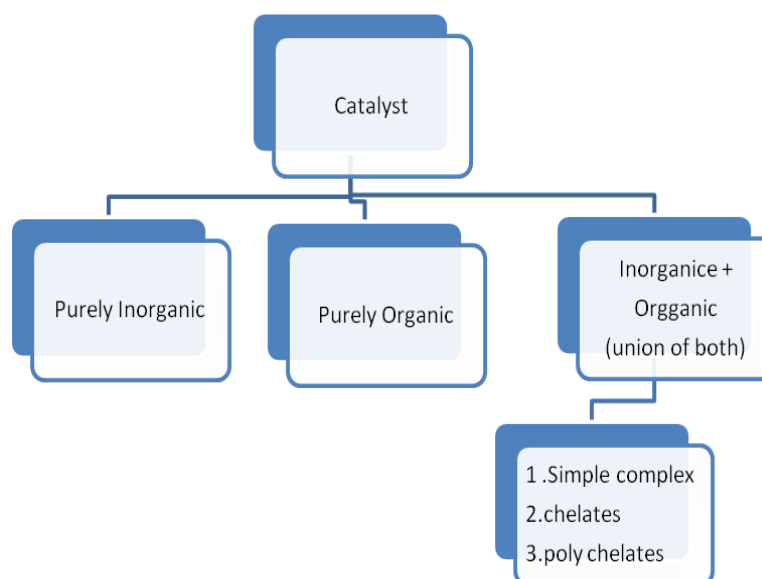 Catalyst
Purely Inorganic
Purely Organic
Inorganice +
Orgganic
(union of both)
1 .Simple complex
2.chelates
3.poly chelates